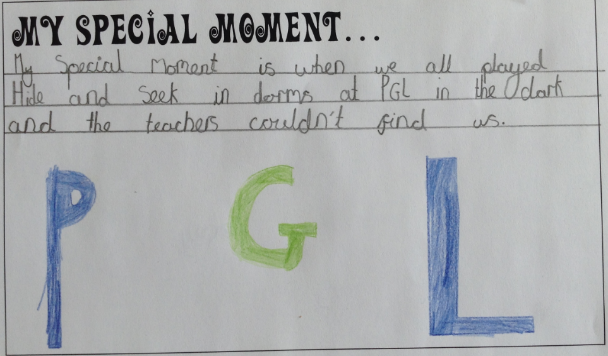 MY SPECIAL MOMENT...
My Special Moment is when we all played
Hide and Seek in dorms at PGL in the dark
and the teachers couldn't find us.
P G L